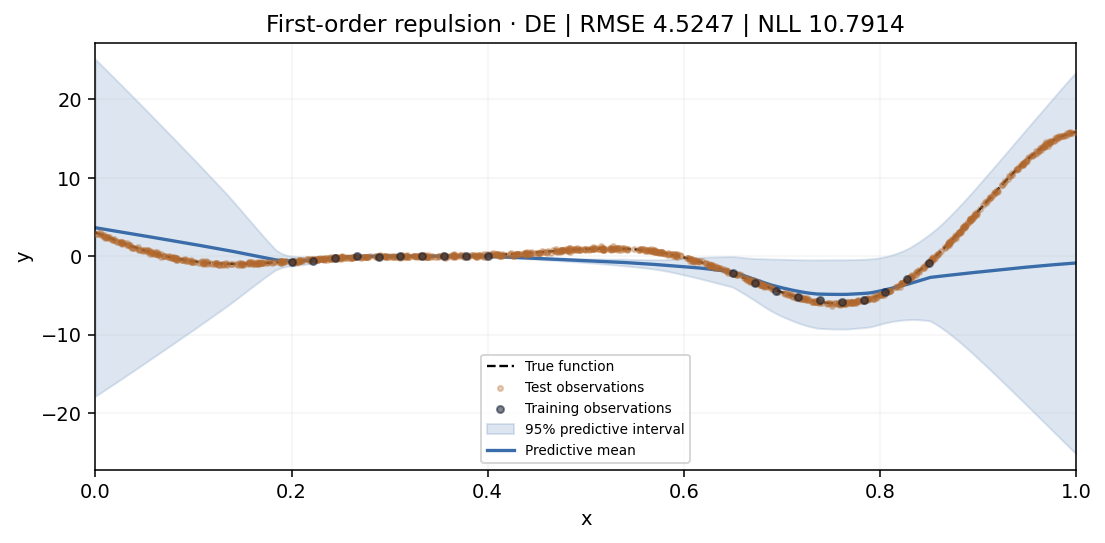 First-order repulsion · DE | RMSE 4.5247 | NLL 10.7914
y
20
10
0
−10
−20
True function
Test observations
Training observations
95% predictive interval
Predictive mean
0.0 0.2 0.4 0.6 0.8 1.0
x